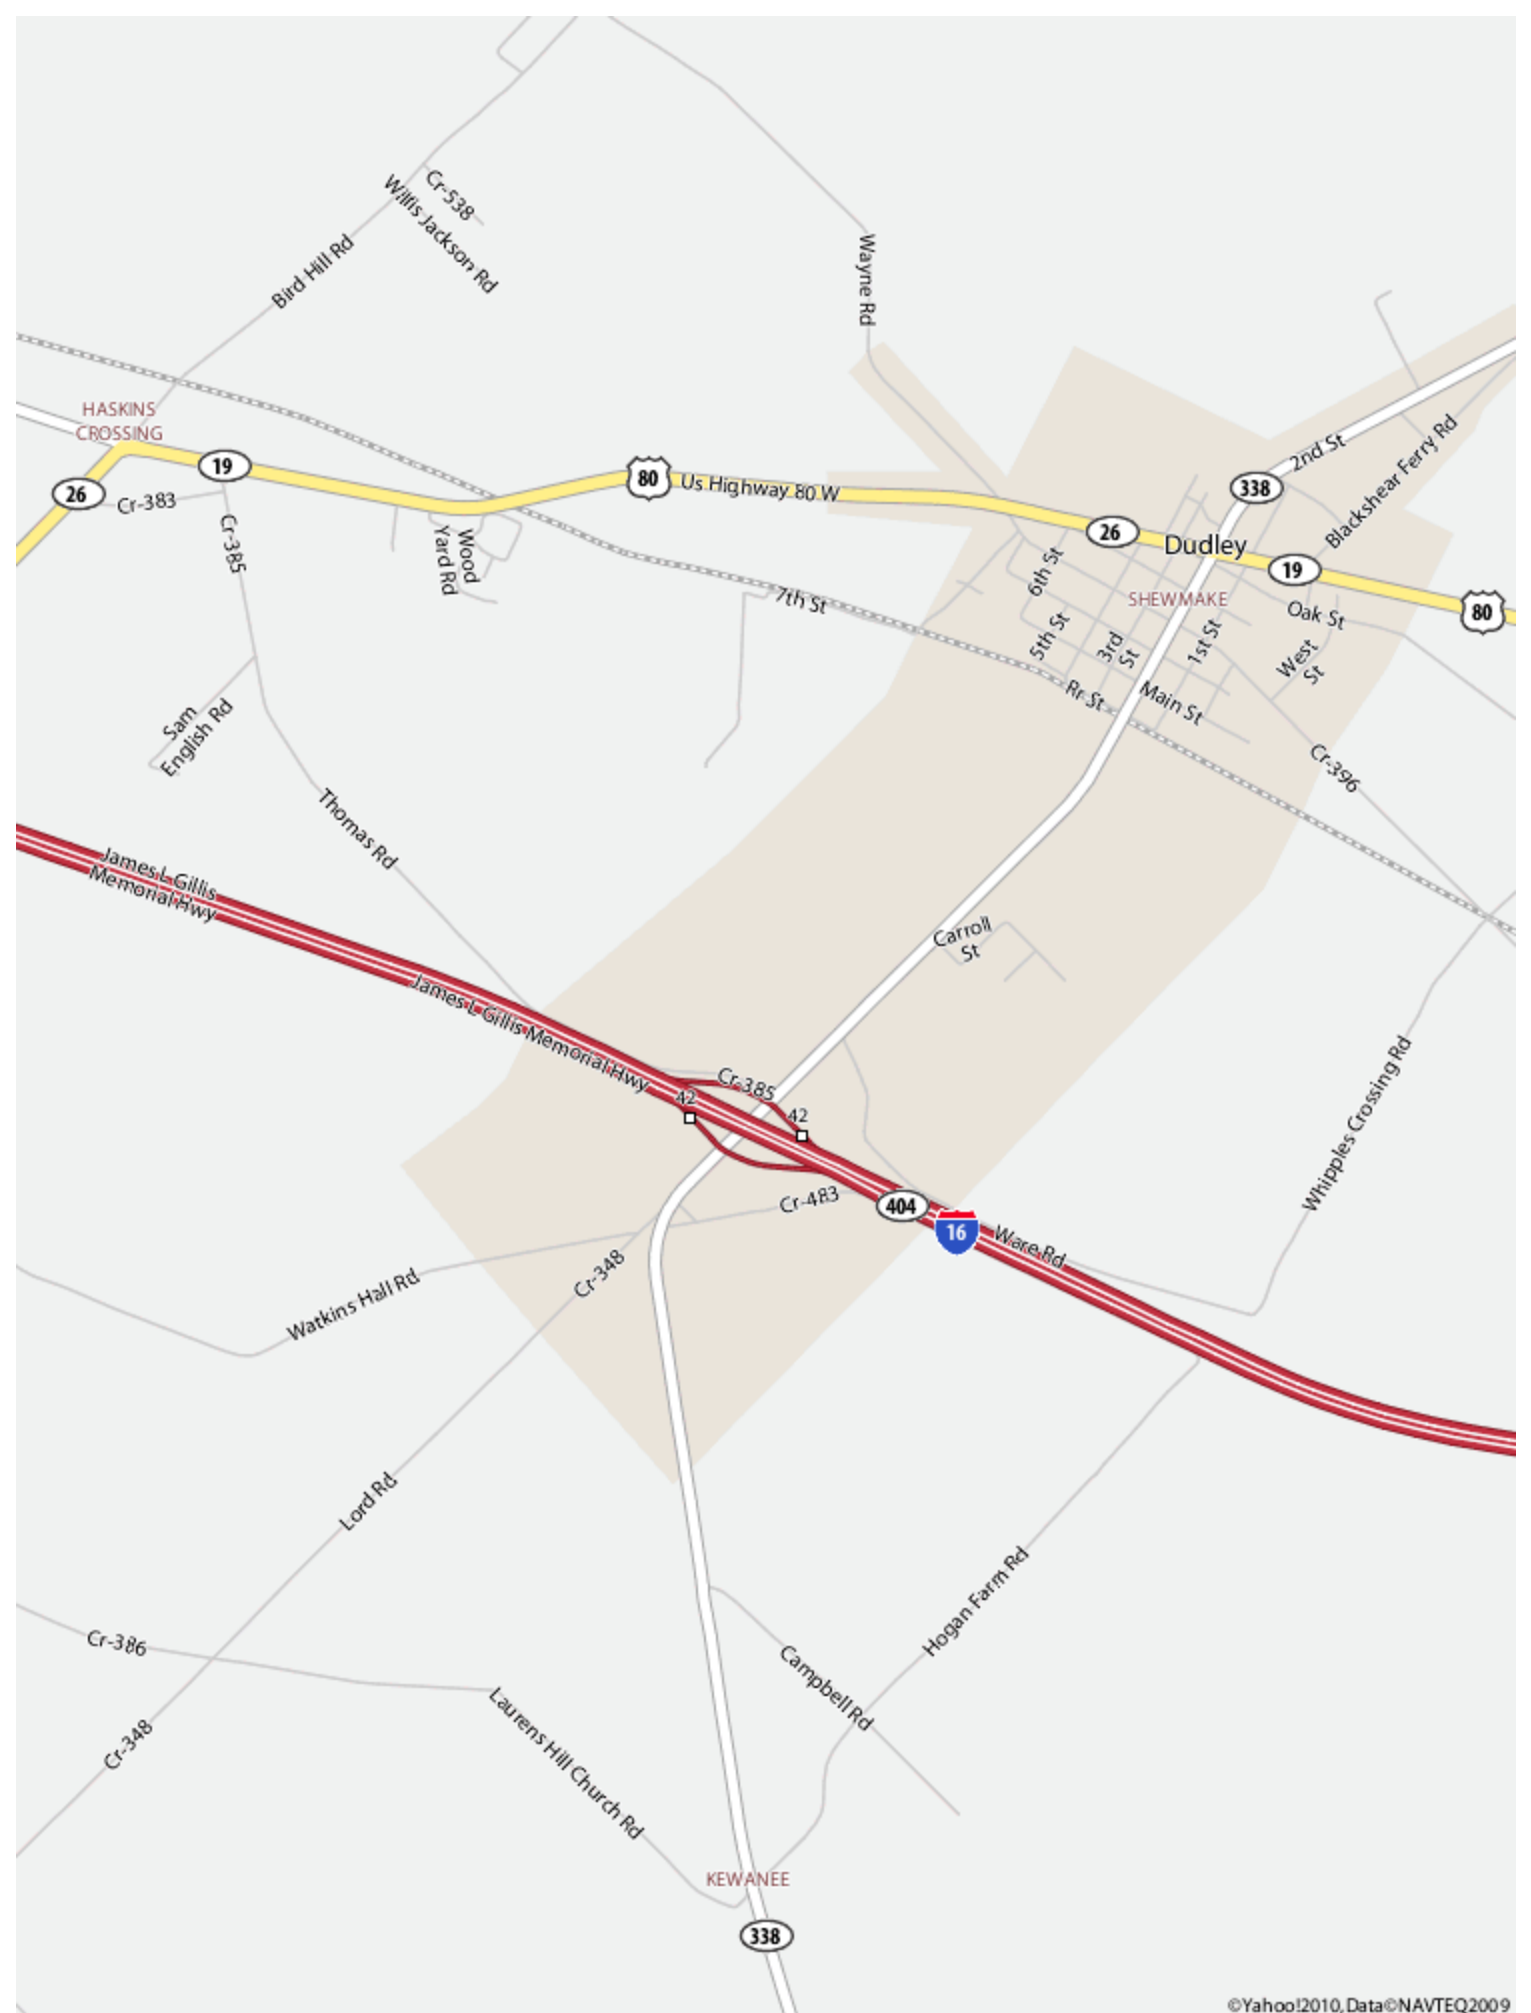 Cr-538
Willis Jackson Rd
Bird Hill Rd
Wayne Rd
HASKINS
CROSSING
19
26
Cr-383
Cr-385
80
Us Highway 80 W
Wood
Yard Rd
2nd St
338
Blackshear Ferry Rd
26
Dudley
19
80
SHEWMAKE
6th St
7th St
5th St
3rd
St
1st St
Oak St
West
St
Rr St
Main St
Cr-396
Sam
English Rd
Thomas Rd
James L Gillis
Memorial Hwy
Carroll
St
James L Gillis Memorial Hwy
Cr-385
42
42
Whipples Crossing Rd
Cr-483
404
16
Ware Rd
Cr-348
Watkins Hall Rd
Lord Rd
Hogan Farm Rd
Cr-386
Campbell Rd
Laurens Hill Church Rd
Cr-348
KEWANEE
338
©Yahoo!2010, Data©NAVTEQ2009